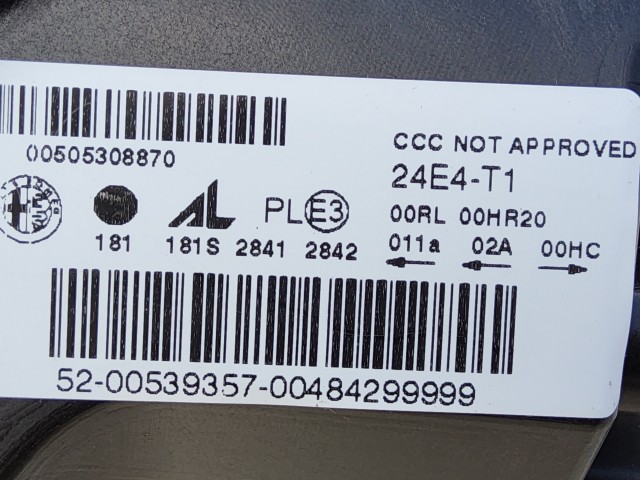 00505308870
CCC NOT APPROVED
24E4-T1
AL PL E3
00RL 00HR20
181 181S 2841 2842
011a 02A 00HC
52-00539357-00484299999